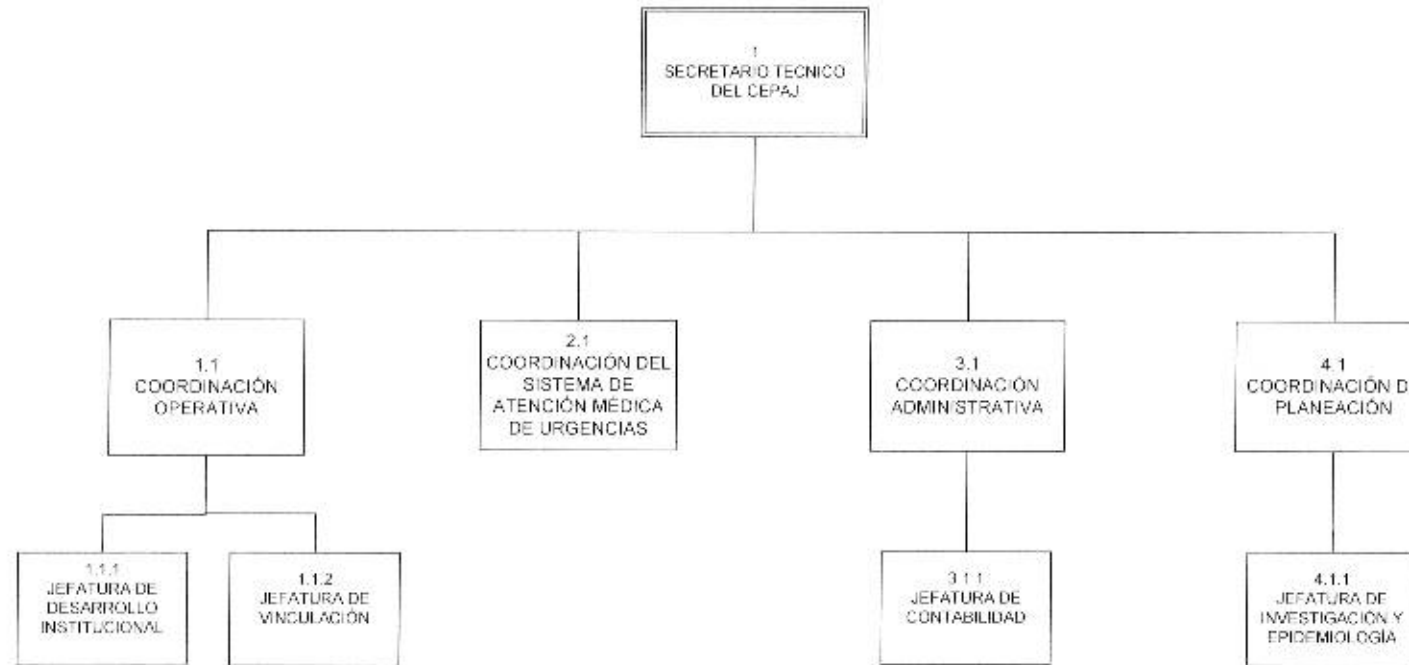 1
SECRETARIO TECNICO
DEL CEPAJ
1.1
COORDINACIÓN
OPERATIVA
2.1
COORDINACIÓN DEL
SISTEMA DE
ATENCIÓN MÉDICA
DE URGENCIAS
3.1
COORDINACIÓN
ADMINISTRATIVA
4.1
COORDINACIÓN D
PLANEACIÓN
1.1.1
JEFATURA DE
DESARROLLO
INSTITUCIONAL
1.1.2
JEFATURA DE
VINCULACIÓN
3.1.1
JEFATURA DE
CONTABILIDAD
4.1.1
JEFATURA DE
INVESTIGACIÓN Y
EPIDEMIOLOGÍA